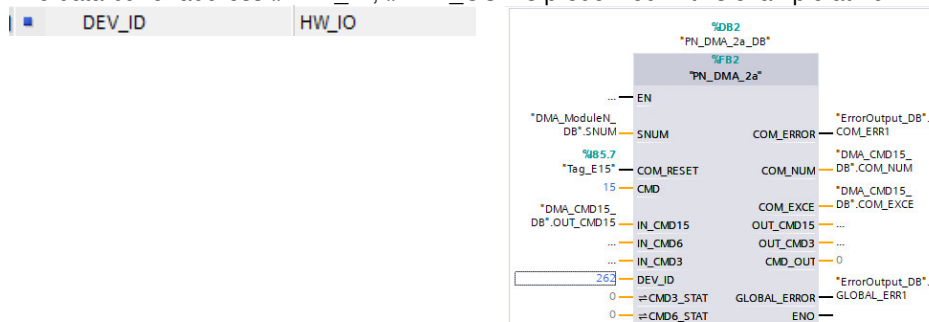 DEV_ID HW_IO
%DB2
"PN_DMA_2a_DB"
%FB2
"PN_DMA_2a"
... EN
"DMA_ModuleN_
DB".SNUM SNUM
"ErrorOutput_DB".
COM_ERROR COM_ERR1
%I85.7
"Tag_E15" COM_RESET
"DMA_CMD15_
COM_NUM DB".COM_NUM
15 CMD
"DMA_CMD15_
COM_EXCE DB".COM_EXCE
"DMA_CMD15_
DB".OUT_CMD15 IN_CMD15 OUT_CMD15 ...
... IN_CMD6 OUT_CMD3 ...
... IN_CMD3 CMD_OUT 0
262 DEV_ID
"ErrorOutput_DB".
0 CMD3_STAT GLOBAL_ERROR GLOBAL_ERR1
0 CMD6_STAT ENO